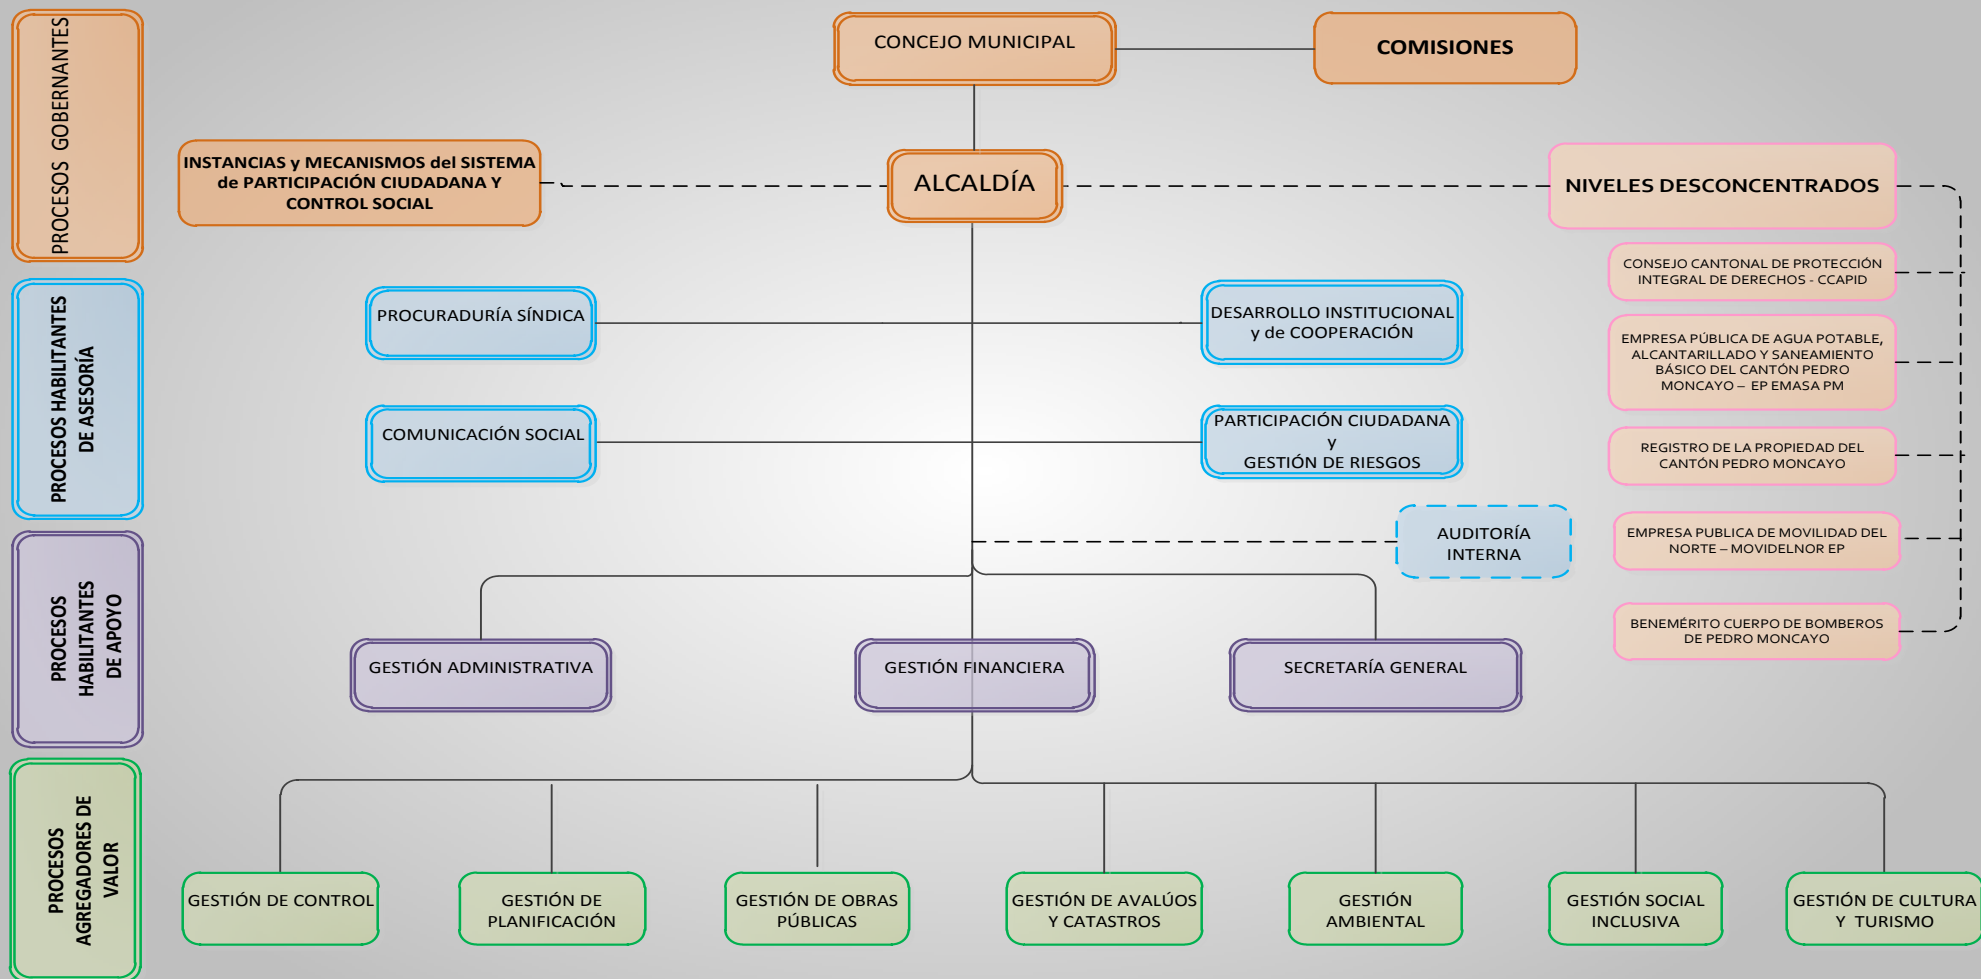 PROCESOS GOBERNANTES
CONCEJO MUNICIPAL
COMISIONES
INSTANCIAS y MECANISMOS del SISTEMA
de PARTICIPACIÓN CIUDADANA Y
CONTROL SOCIAL
ALCALDÍA
NIVELES DESCONCENTRADOS
CONSEJO CANTONAL DE PROTECCIÓN
INTEGRAL DE DERECHOS - CCAPID
EMPRESA PÚBLICA DE AGUA POTABLE,
ALCANTARILLADO Y SANEAMIENTO
BÁSICO DEL CANTÓN PEDRO
MONCAYO – EP EMASA PM
REGISTRO DE LA PROPIEDAD DEL
CANTÓN PEDRO MONCAYO
EMPRESA PUBLICA DE MOVILIDAD DEL
NORTE – MOVIDELNOR EP
BENEMÉRITO CUERPO DE BOMBEROS
DE PEDRO MONCAYO
PROCESOS HABILITANTES
DE ASESORÍA
PROCURADURÍA SÍNDICA
DESARROLLO INSTITUCIONAL
y de COOPERACIÓN
COMUNICACIÓN SOCIAL
PARTICIPACIÓN CIUDADANA
y
GESTIÓN DE RIESGOS
AUDITORÍA
INTERNA
PROCESOS
HABILITANTES
DE APOYO
GESTIÓN ADMINISTRATIVA
GESTIÓN FINANCIERA
SECRETARÍA GENERAL
PROCESOS
AGREGADORES DE
VALOR
GESTIÓN DE CONTROL
GESTIÓN DE
PLANIFICACIÓN
GESTIÓN DE OBRAS
PÚBLICAS
GESTIÓN DE AVALÚOS
Y CATASTROS
GESTIÓN
AMBIENTAL
GESTIÓN SOCIAL
INCLUSIVA
GESTIÓN DE CULTURA
Y TURISMO